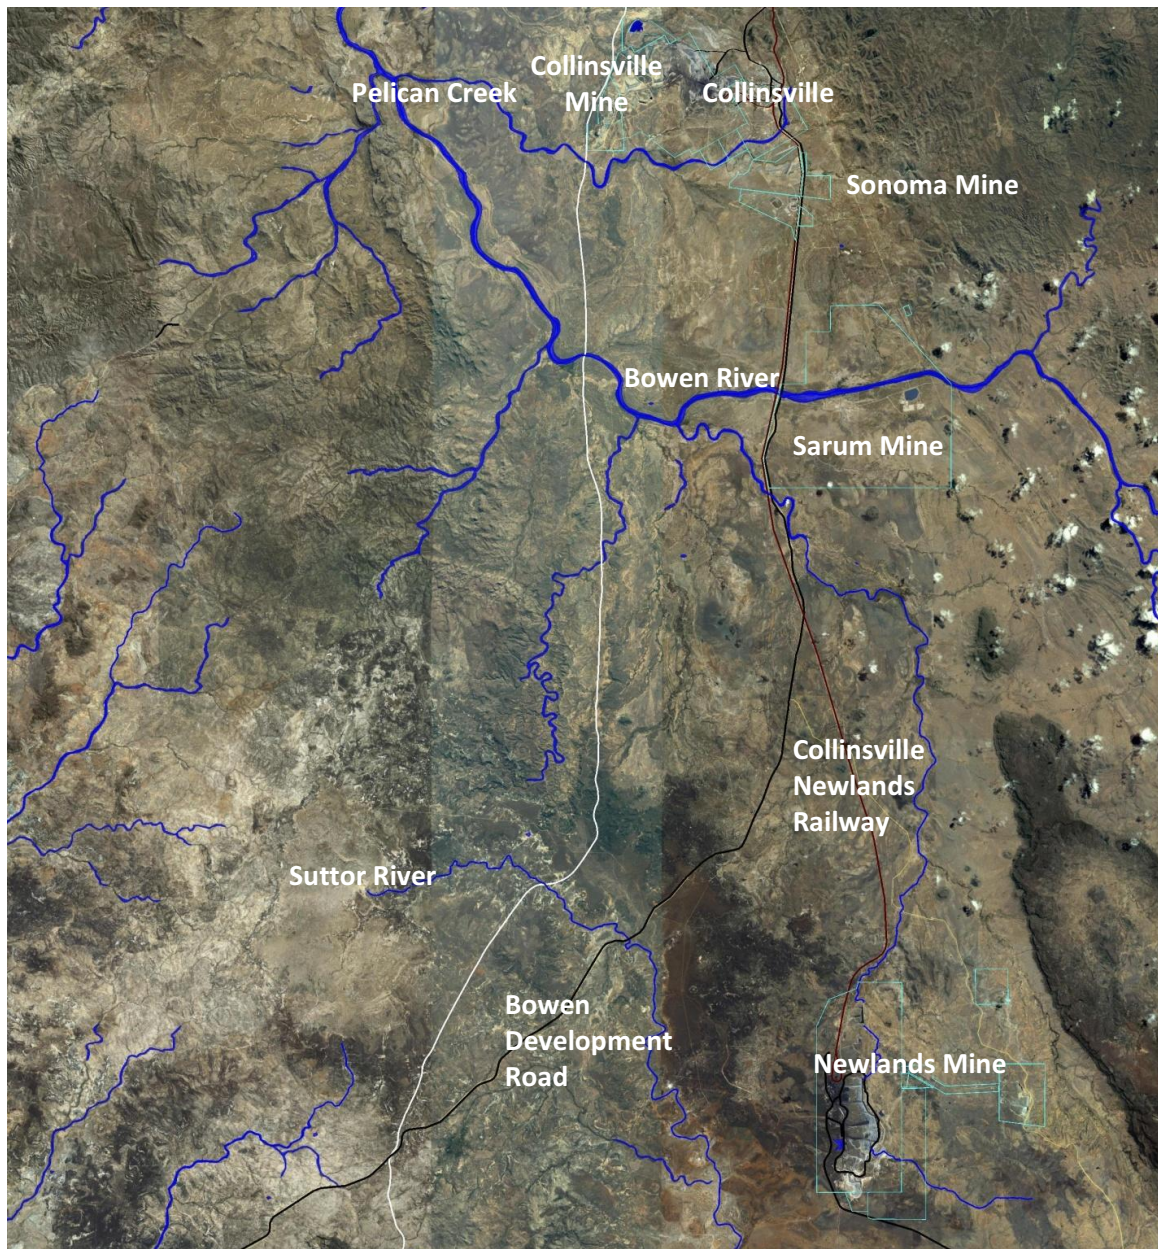 Collinsville
Mine
Pelican Creek
Collinsville
Sonoma Mine
Bowen River
Sarum Mine
Collinsville
Newlands
Railway
Suttor River
Bowen
Development
Road
Newlands Mine